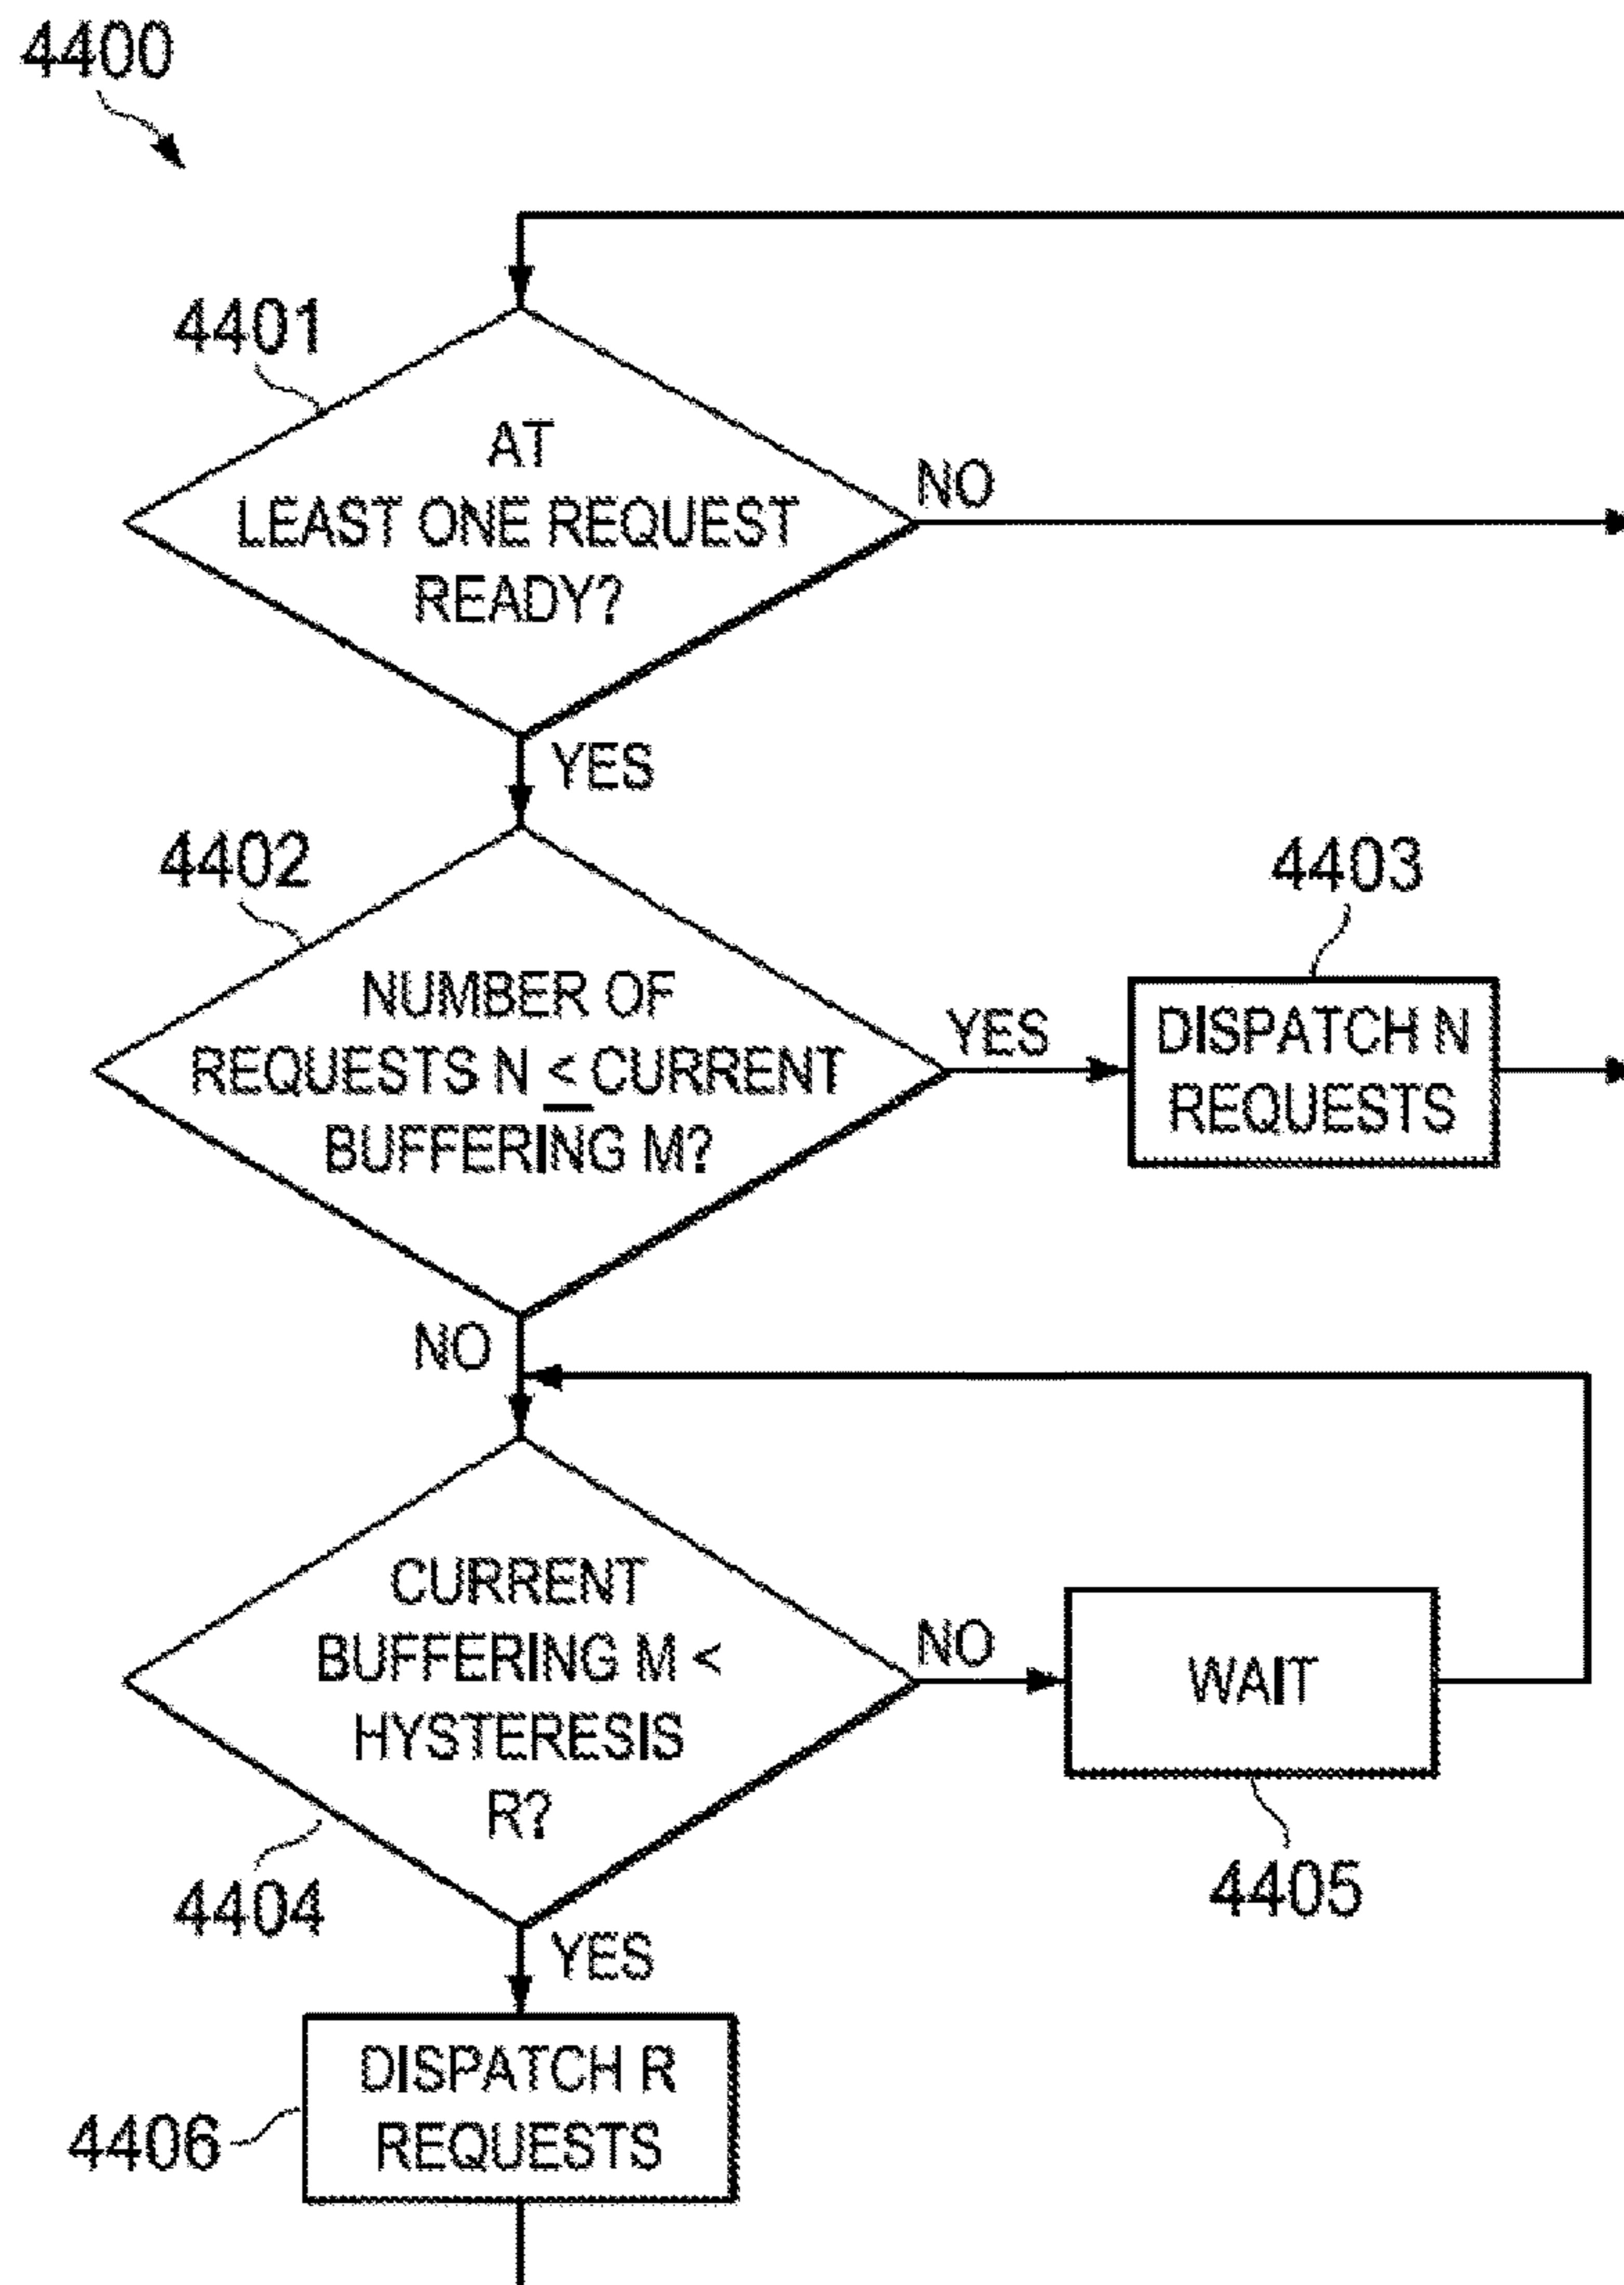 4400
4401
AT
LEAST ONE REQUEST
READY?
NO
YES
4402
NUMBER OF
REQUESTS N ≤ CURRENT
BUFFERING M?
YES
4403
DISPATCH N
REQUESTS
NO
CURRENT
BUFFERING M <
HYSTERESIS
R?
NO
WAIT
4404
4405
YES
DISPATCH R
REQUESTS
4406